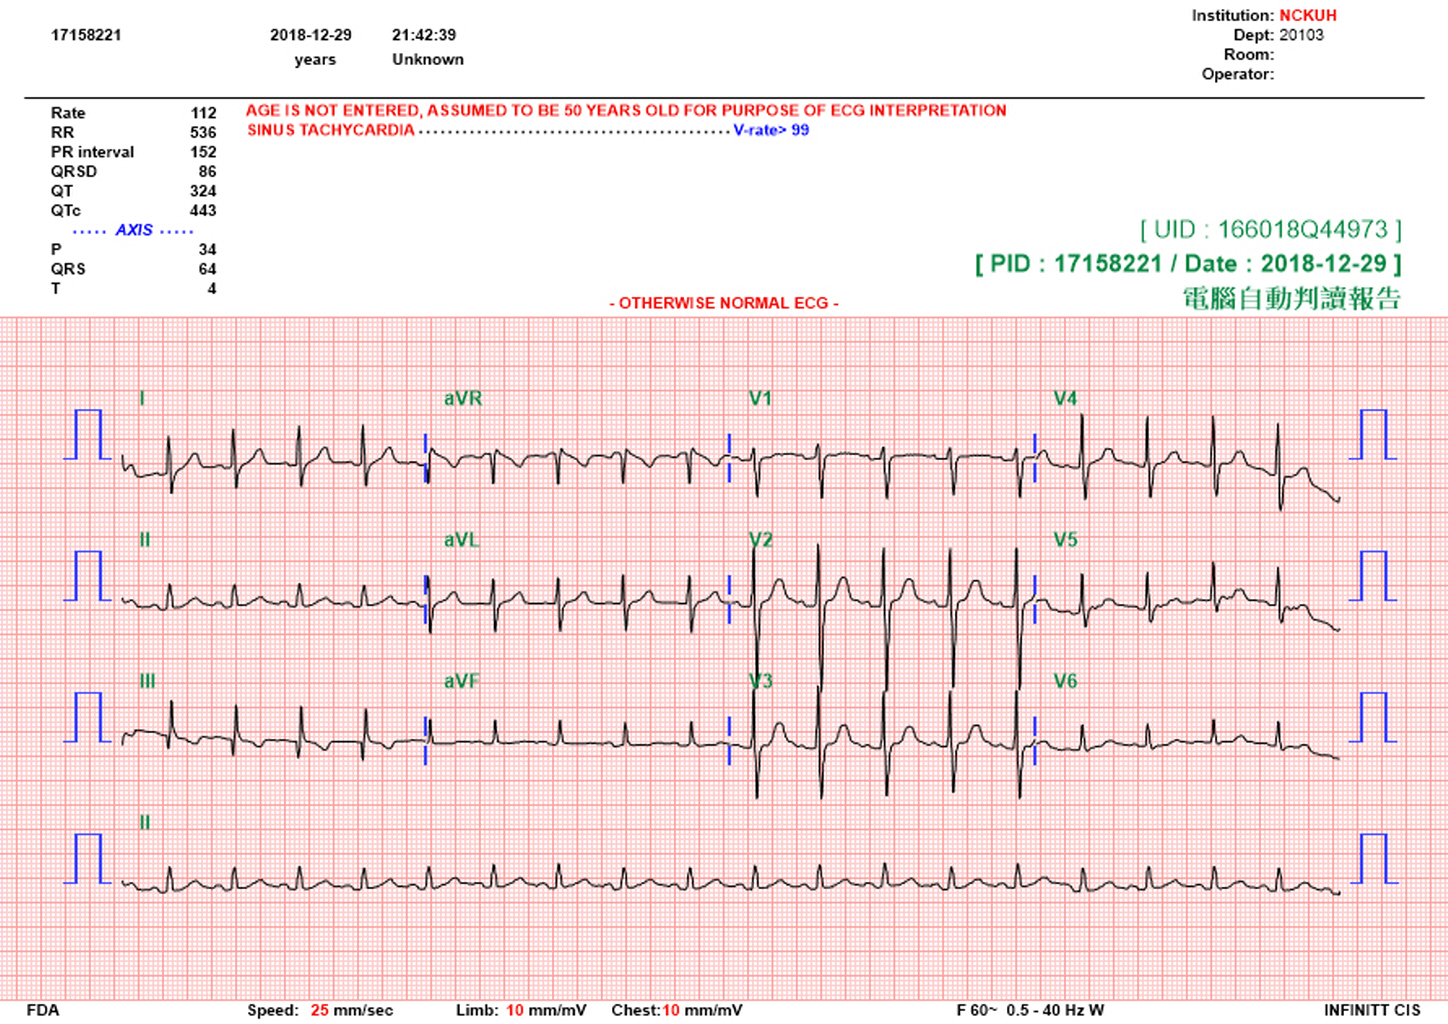 Institution: NCKUH
17158221 2018-12-29 21:42:39 Dept: 20103
years Unknown Room:
Operator:
Rate 112 AGE IS NOT ENTERED, ASSUMED TO BE 50 YEARS OLD FOR PURPOSE OF ECG INTERPRETATION
RR 536 SINUS TACHYCARDIA ........................................ V-rate> 99
PR interval 152
QRSD 86
QT 324
QTc 443
..... AXIS .....
P 34
QRS 64
T 4
[ UID : 166018Q44973 ]
[ PID : 17158221 / Date : 2018-12-29 ]
電腦自動判讀報告
- OTHERWISE NORMAL ECG -
I aVR V1 V4
II aVL V2 V5
III aVF V3 V6
II
FDA Speed: 25 mm/sec Limb: 10 mm/mV Chest:10 mm/mV F 60~ 0.5 - 40 Hz W INFINITT CIS